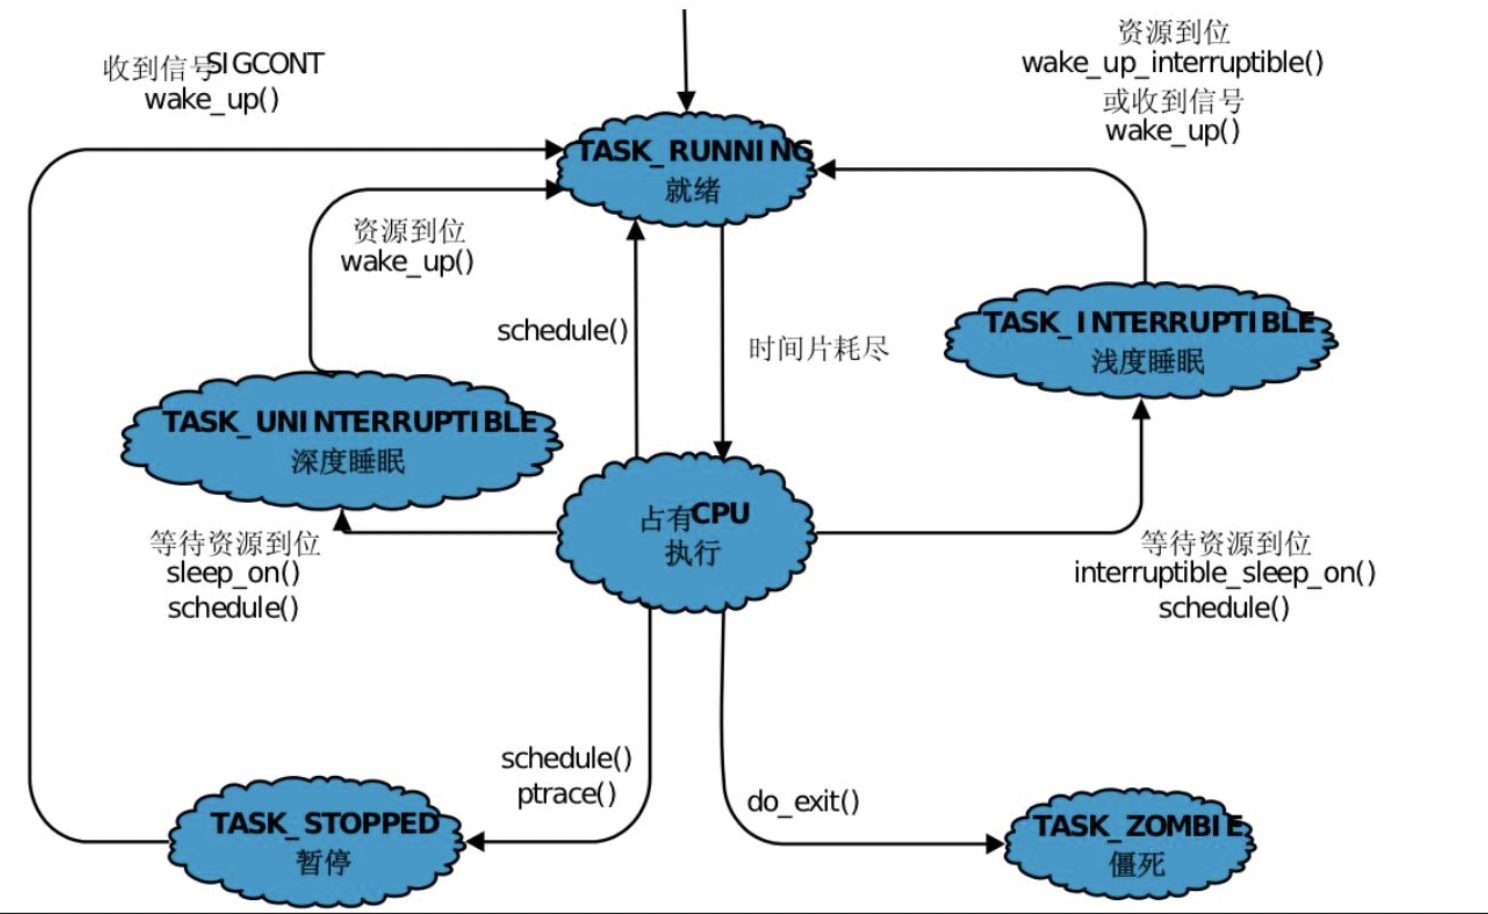 收到信号SIGCONT
wake_up()
资源到位
wake_up_interruptible()
或收到信号
wake_up()
TASK_RUNNING
就绪
资源到位
wake_up()
schedule()
时间片耗尽
TASK_INTERRUPTIBLE
浅度睡眠
TASK_UNINTERRUPTIBLE
深度睡眠
占有CPU
执行
等待资源到位
sleep_on()
schedule()
等待资源到位
interruptible_sleep_on()
schedule()
schedule()
ptrace()
do_exit()
TASK_STOPPED
暂停
TASK_ZOMBIE
僵死